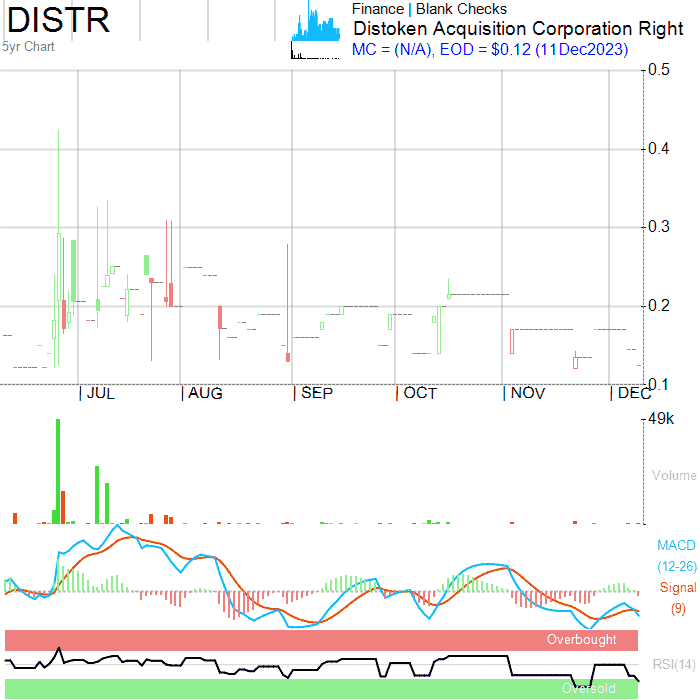 DISTR
5yr Chart
Finance | Blank Checks
Distoken Acquisition Corporation Right
MC = (N/A), EOD = $0.12 (11Dec2023)
0.5
0.4
0.3
0.2
0.1
JUL
AUG
SEP
OCT
NOV
DEC
49k
Volume
MACD
(12-26)
Signal
(9)
Overbought
RSI(14)
Oversold